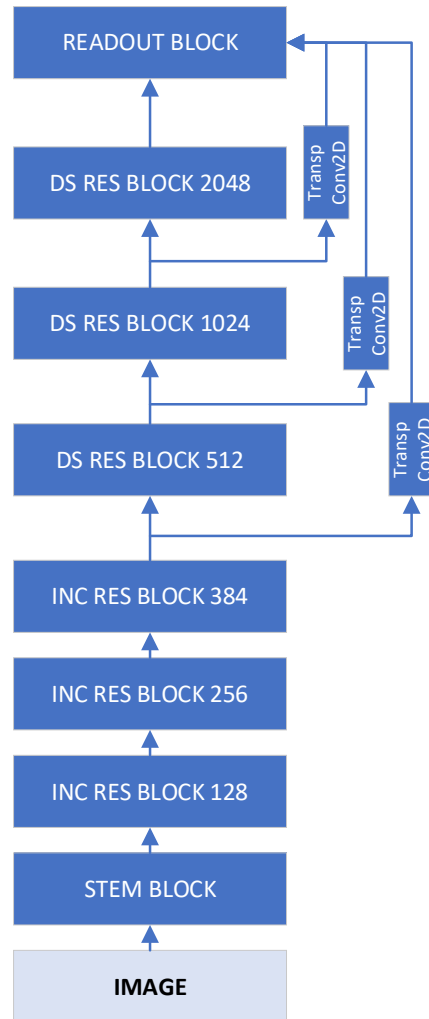 READOUT BLOCK
DS RES BLOCK 2048
Transp
Conv2D
DS RES BLOCK 1024
Transp
Conv2D
DS RES BLOCK 512
Transp
Conv2D
INC RES BLOCK 384
INC RES BLOCK 256
INC RES BLOCK 128
STEM BLOCK
IMAGE